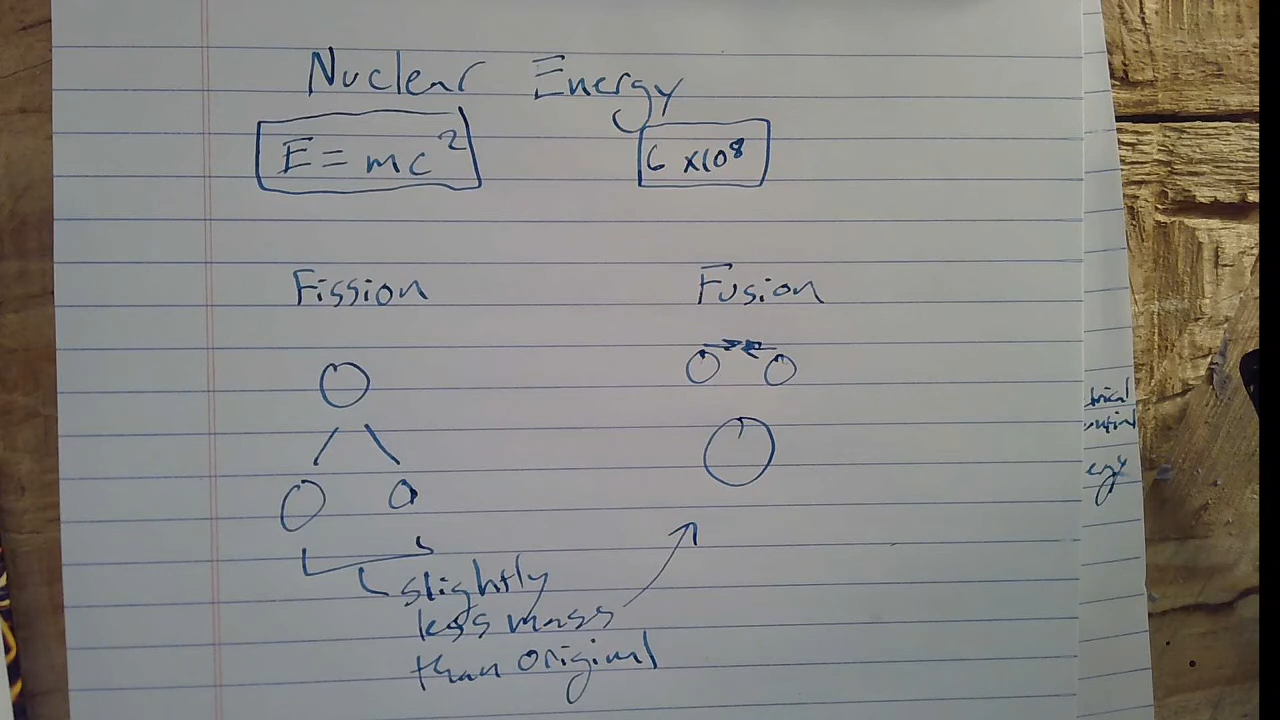 Nuclear Energy
E = mc²
6 x10⁸
Fission
Fusion
slightly
less mass
than original